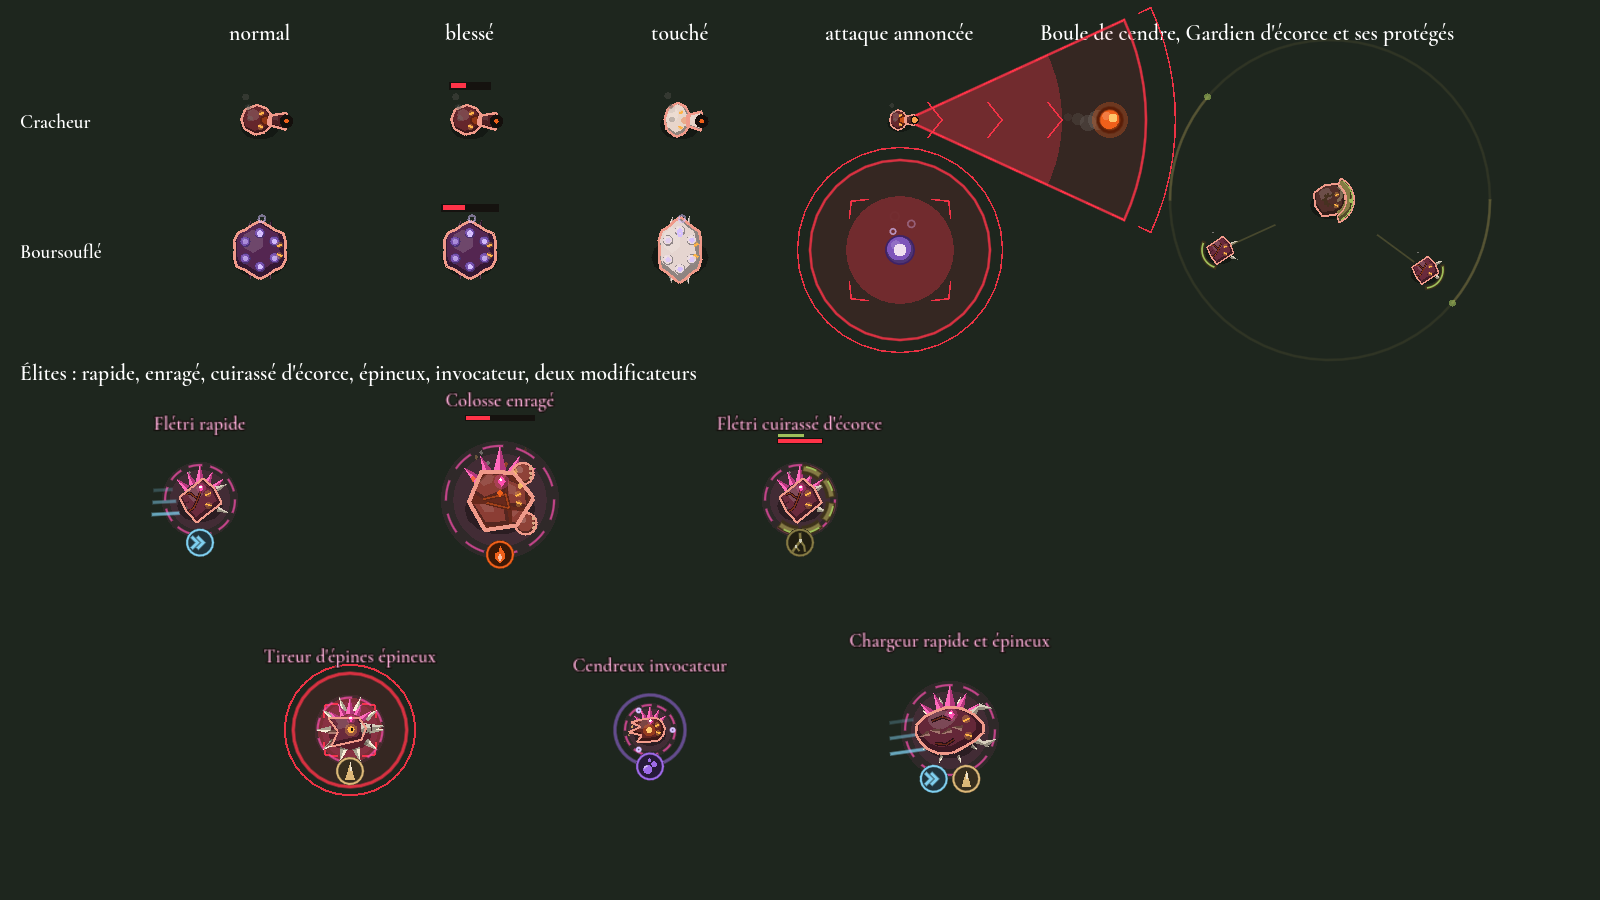 normal
blessé
touché
attaque annoncée
Boule de cendre, Gardien d'écorce et ses protégés
Cracheur
Boursouflé
Élites : rapide, enragé, cuirassé d'écorce, épineux, invocateur, deux modificateurs
Colosse enragé
Flétri rapide
Flétri cuirassé d'écorce
Chargeur rapide et épineux
Tireur d'épines épineux
Cendreux invocateur